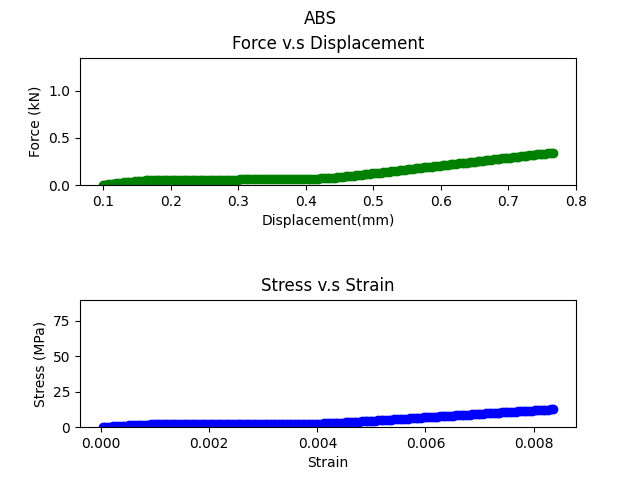 ABS
Force v.s Displacement
1.0
0.5
0.0
Force (kN)
0.1 0.2 0.3 0.4 0.5 0.6 0.7 0.8
Displacement(mm)
Stress v.s Strain
75
50
25
0
Stress (MPa)
0.000 0.002 0.004 0.006 0.008
Strain